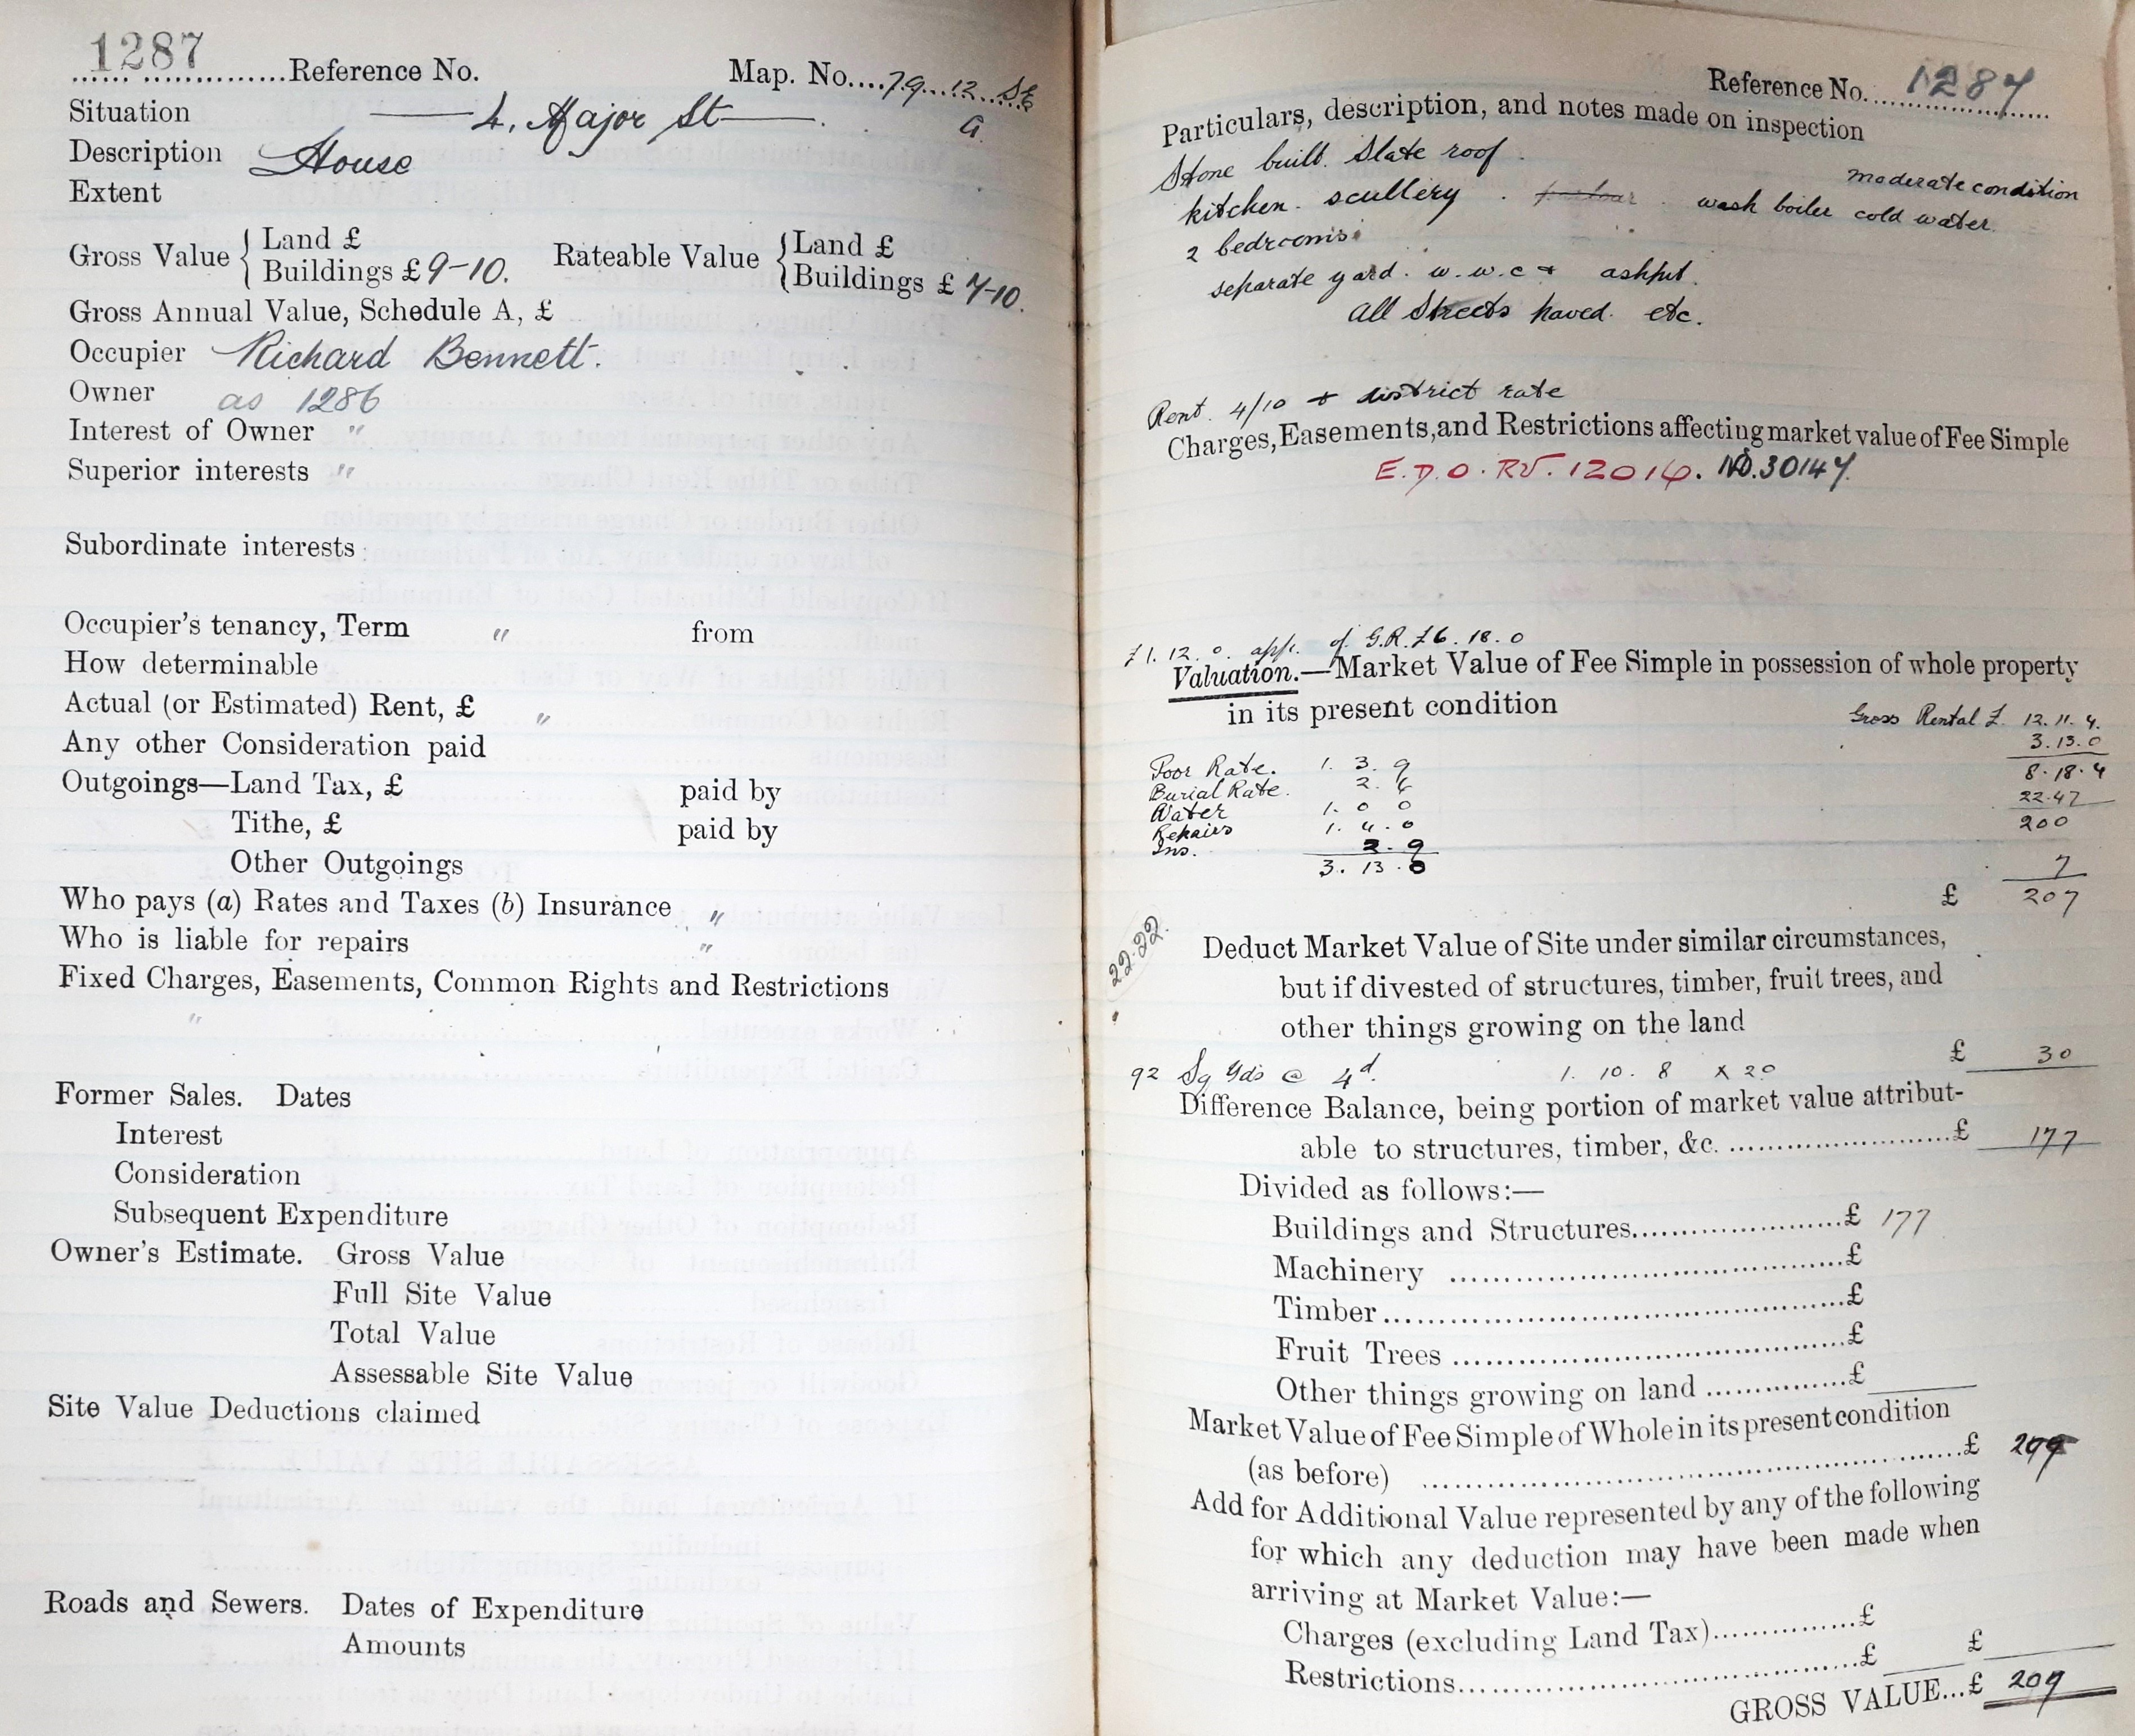 1287 Reference No. Map. No. 79. 12. SE
Situation 4, Major St a.
Description House
Extent
Gross Value { Land £
Buildings £ 9-10. Rateable Value { Land £
Buildings £ 7-10.
Gross Annual Value, Schedule A, £
Occupier Richard Bennett.
Owner as 1286
Interest of Owner "
Superior interests "
Subordinate interests
Occupier's tenancy, Term " from
How determinable
Actual (or Estimated) Rent, £ "
Any other Consideration paid
Outgoings—Land Tax, £ paid by
Tithe, £ paid by
Other Outgoings
Who pays (a) Rates and Taxes (b) Insurance "
Who is liable for repairs "
Fixed Charges, Easements, Common Rights and Restrictions
"
Former Sales. Dates
Interest
Consideration
Subsequent Expenditure
Owner's Estimate. Gross Value
Full Site Value
Total Value
Assessable Site Value
Site Value Deductions claimed
Roads and Sewers. Dates of Expenditure
Amounts
Reference No. 1287
Particulars, description, and notes made on inspection
Stone built. Slate roof. moderate condition
kitchen. scullery. parlour. wash boiler cold water.
2 bedrooms.
separate yard. w.w.c + ashpit.
all Streets paved. etc.
Rent. 4/10 + district rate
Charges, Easements, and Restrictions affecting market value of Fee Simple
E.D.O. RV. 12014. ND. 30147.
£1. 12. 0. app. of G.R. £6. 18. 0
Valuation.—Market Value of Fee Simple in possession of whole property
in its present condition
Gross Rental £ 12. 11. 4.
3. 13. 0
Poor Rate. 1. 3. 9 8. 18. 4
Burial Rate. 2. 6 22.47
Water 1. 0 0 200
Repairs 1. 4. 0
Ins. 2. 9 7
3. 13. 0
£ 207
22.22.
Deduct Market Value of Site under similar circumstances,
but if divested of structures, timber, fruit trees, and
other things growing on the land
£ 30
92 Sq Yds @ 4d. 1. 10. 8 x 20
Difference Balance, being portion of market value attribut-
able to structures, timber, &c. £ 177
Divided as follows:—
Buildings and Structures £ 177
Machinery £
Timber £
Fruit Trees £
Other things growing on land £
Market Value of Fee Simple of Whole in its present condition
(as before) £
Add for Additional Value represented by any of the following
for which any deduction may have been made when
arriving at Market Value:—
Charges (excluding Land Tax) £
Restrictions £ £
GROSS VALUE...£ 207